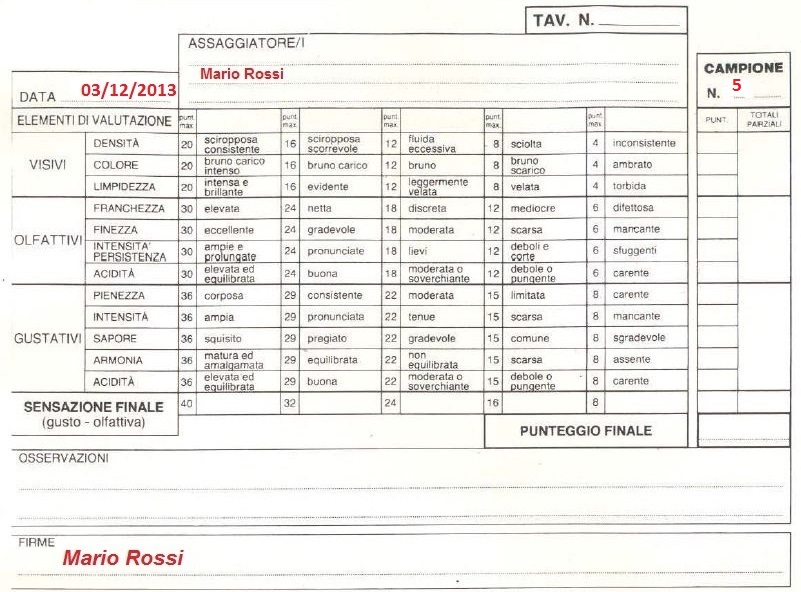 TAV. N.
ASSAGGIATORE/I
Mario Rossi
DATA 03/12/2013
CAMPIONE
N. 5
ELEMENTI DI VALUTAZIONE punt. max. punt. max. punt. max. punt. max. punt. max. PUNT. TOTALI PARZIALI
VISIVI
DENSITÀ 20 sciropposa consistente 16 sciropposa scorrevole 12 fluida eccessiva 8 sciolta 4 inconsistente
COLORE 20 bruno carico intenso 16 bruno carico 12 bruno 8 bruno scarico 4 ambrato
LIMPIDEZZA 20 intensa e brillante 16 evidente 12 leggermente velata 8 velata 4 torbida
OLFATTIVI
FRANCHEZZA 30 elevata 24 netta 18 discreta 12 mediocre 6 difettosa
FINEZZA 30 eccellente 24 gradevole 18 moderata 12 scarsa 6 mancante
INTENSITA' PERSISTENZA 30 ampie e prolungate 24 pronunciate 18 lievi 12 deboli e corte 6 sfuggenti
ACIDITÀ 30 elevata ed equilibrata 24 buona 18 moderata o soverchiante 12 debole o pungente 6 carente
GUSTATIVI
PIENEZZA 36 corposa 29 consistente 22 moderata 15 limitata 8 carente
INTENSITÀ 36 ampia 29 pronunciata 22 tenue 15 scarsa 8 mancante
SAPORE 36 squisito 29 pregiato 22 gradevole 15 comune 8 sgradevole
ARMONIA 36 matura ed amalgamata 29 equilibrata 22 non equilibrata 15 scarsa 8 assente
ACIDITÀ 36 elevata ed equilibrata 29 buona 22 moderata o soverchiante 15 debole o pungente 8 carente
SENSAZIONE FINALE 40 32 24 16 8
(gusto - olfattiva)
PUNTEGGIO FINALE
OSSERVAZIONI
FIRME
Mario Rossi